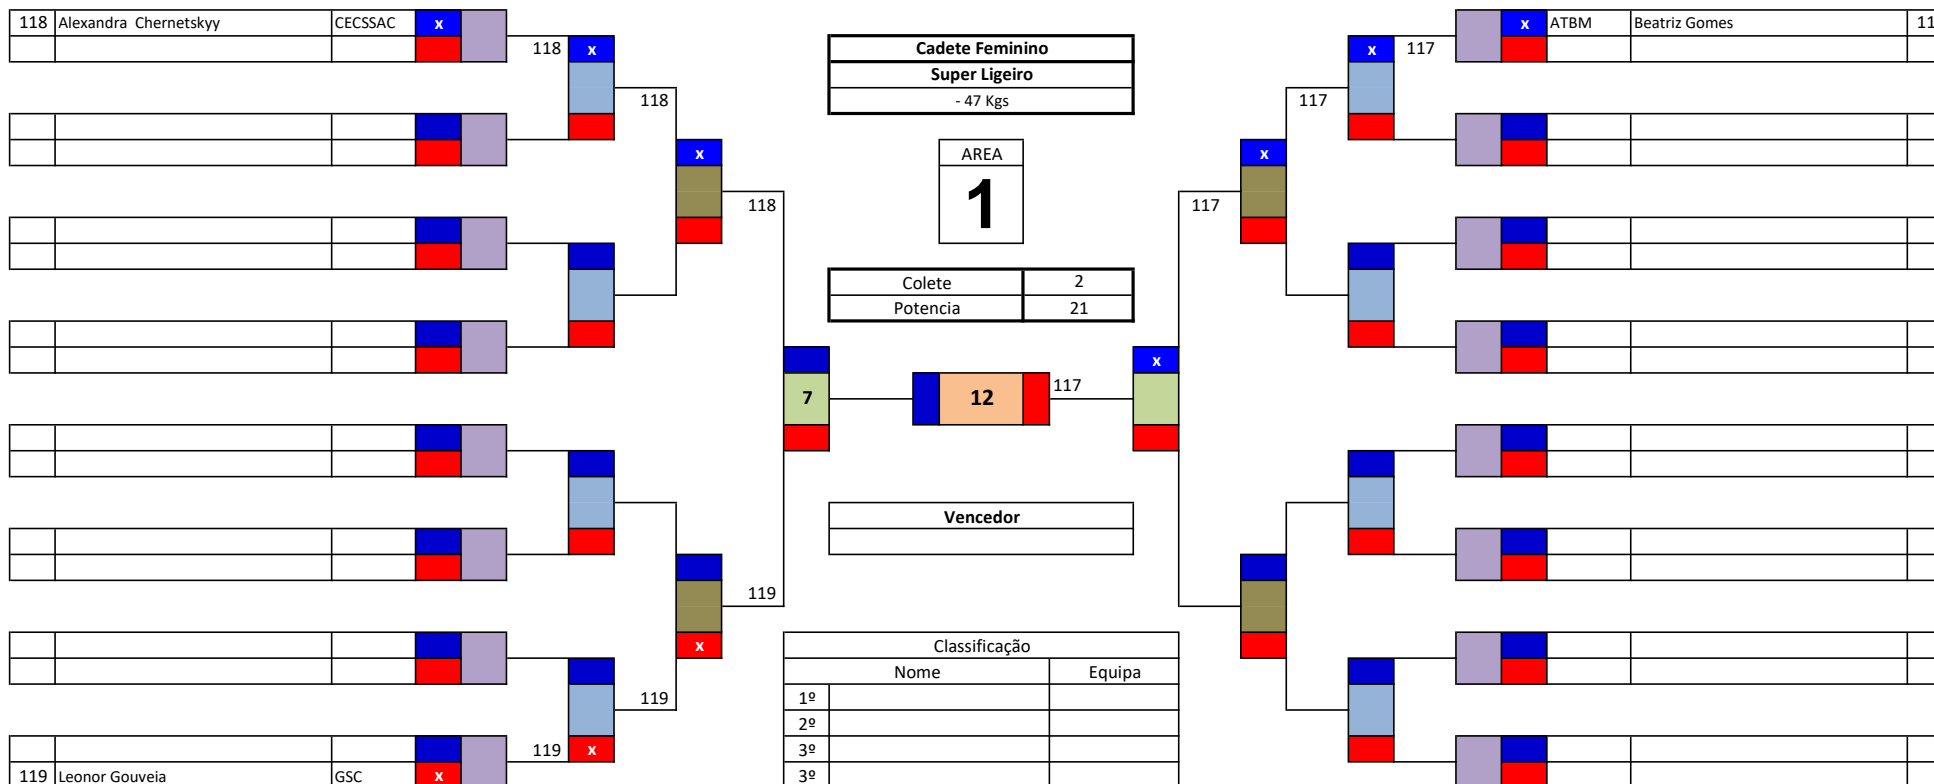 118 Alexandra Chernetskyy CECSSAC x
x ATBM Beatriz Gomes
118 x
Cadete Feminino
x 117
Super Ligeiro
118
- 47 Kgs
117
x
AREA
x
1
118
117
Colete 2
Potencia 21
x
7
12
117
Vencedor
119
x
Classificação
Nome Equipa
119
1º
2º
119 x
3º
119 Leonor Gouveia GSC x
3º